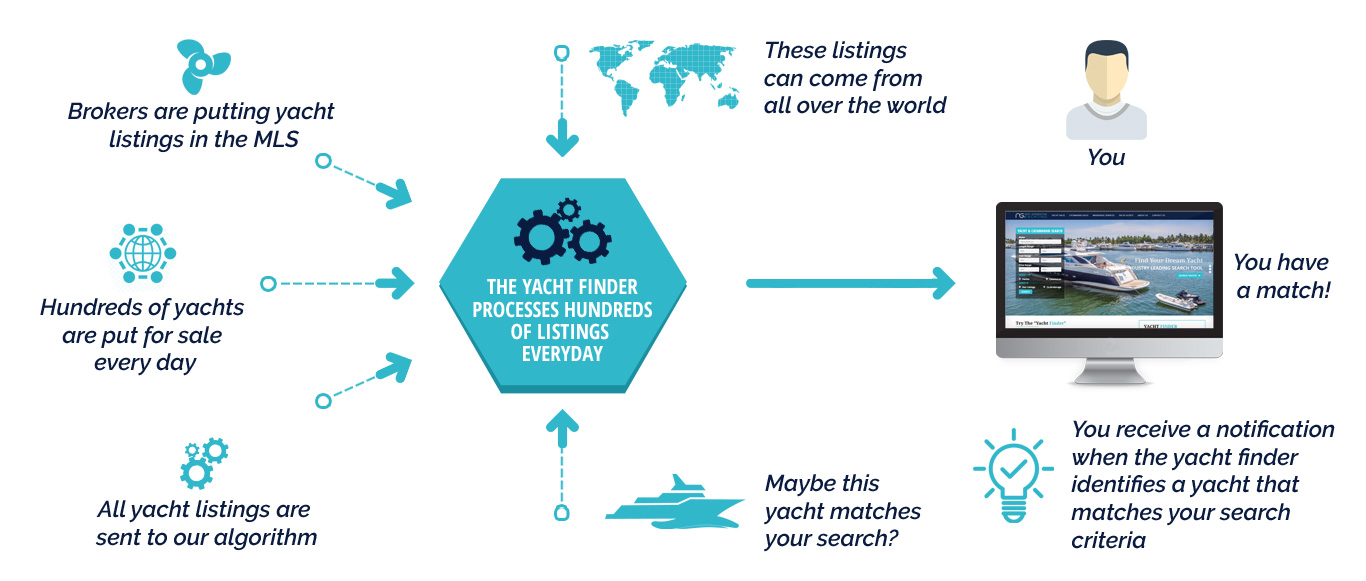 Brokers are putting yacht
listings in the MLS
Hundreds of yachts
are put for sale
every day
All yacht listings are
sent to our algorithm
These listings
can come from
all over the world
THE YACHT FINDER
PROCESSES HUNDREDS
OF LISTINGS
EVERYDAY
Maybe this
yacht matches
your search?
You
Find Your Dream Yacht
INDUSTRY LEADING SEARCH TOOL
Try The "Yacht Finder"
YACHT FINDER
You have
a match!
You receive a notification
when the yacht finder
identifies a yacht that
matches your search
criteria